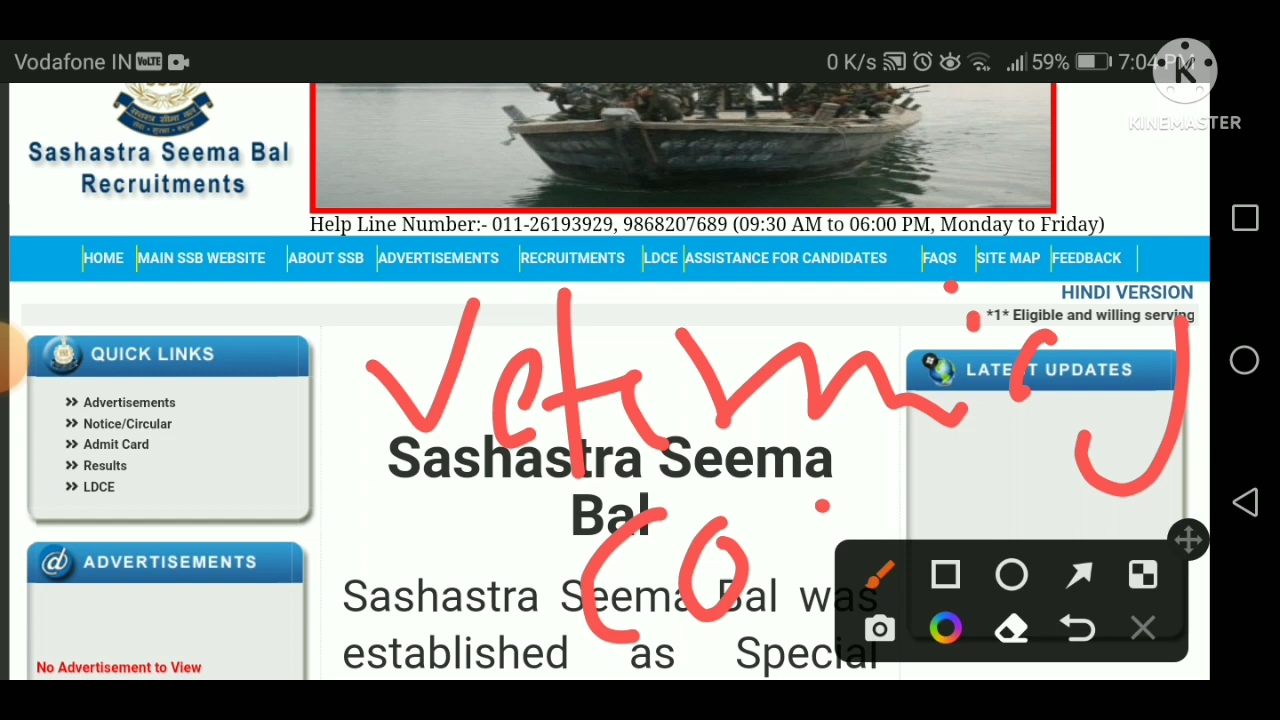 Vodafone IN VoLTE 0 K/s 59% 7:04 PM
K
KINEMASTER
सशस्त्र सीमा बल
Sashastra Seema Bal
Recruitments
Help Line Number:- 011-26193929, 9868207689 (09:30 AM to 06:00 PM, Monday to Friday)
HOME MAIN SSB WEBSITE ABOUT SSB ADVERTISEMENTS RECRUITMENTS LDCE ASSISTANCE FOR CANDIDATES FAQS SITE MAP FEEDBACK
HINDI VERSION
*1* Eligible and willing serving
QUICK LINKS
Advertisements
Notice/Circular
Admit Card
Results
LDCE
ADVERTISEMENTS
No Advertisement to View
Sashastra Seema
Bal
Sashastra Seema Bal was
established as Special
LATEST UPDATES
co